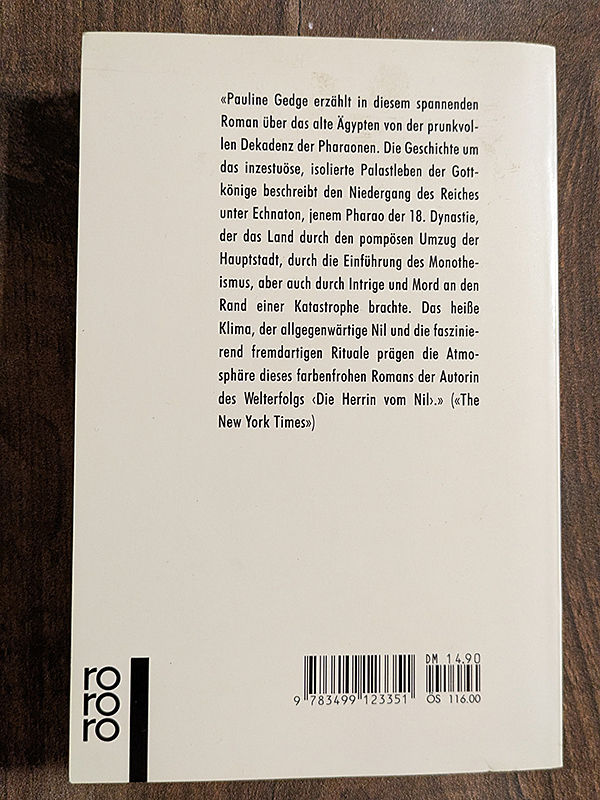 «Pauline Gedge erzählt in diesem spannenden
Roman über das alte Ägypten von der prunkvol-
len Dekadenz der Pharaonen. Die Geschichte um
das inzestuöse, isolierte Palastleben der Gott-
könige beschreibt den Niedergang des Reiches
unter Echnaton, jenem Pharao der 18. Dynastie,
der das Land durch den pompösen Umzug der
Hauptstadt, durch die Einführung des Monothe-
ismus, aber auch durch Intrige und Mord an den
Rand einer Katastrophe brachte. Das heiße
Klima, der allgegenwärtige Nil und die faszinie-
rend fremdartigen Rituale prägen die Atmo-
sphäre dieses farbenfrohen Romans der Autorin
des Welterfolgs ‹Die Herrin vom Nil›.» («The
New York Times»)
ro
ro
ro
DM 14.90
9 783499 123351
ÖS 116.00